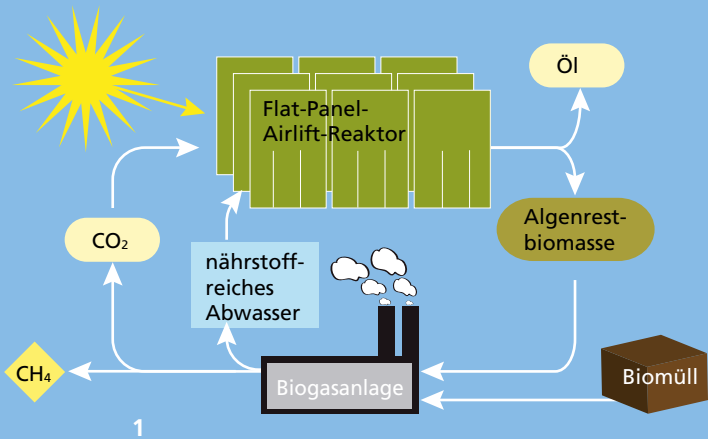 Öl
Flat-Panel-
Airlift-Reaktor
Algenrest-
biomasse
CO₂
nährstoff-
reiches
Abwasser
CH₄
Biogasanlage
Biomüll
1